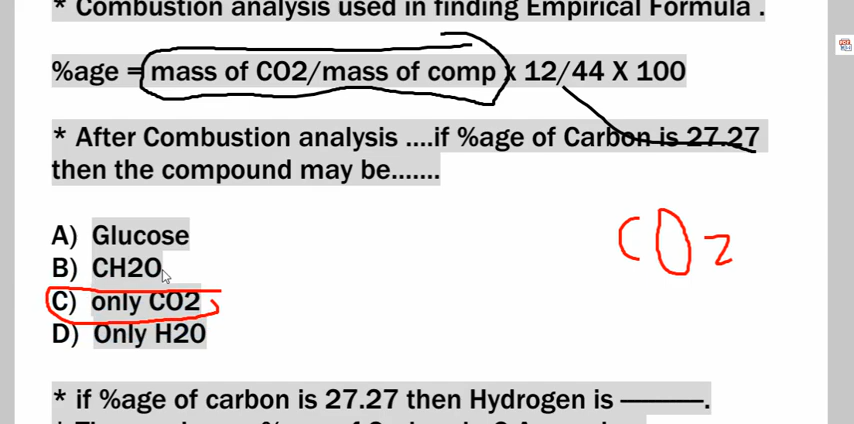 * Combustion analysis used in finding Empirical Formula .
%age = mass of CO2/mass of comp x 12/44 X 100
* After Combustion analysis ....if %age of Carbon is 27.27
then the compound may be.......
A) Glucose
B) CH20
C) only CO2
D) Only H20
CO2
* if %age of carbon is 27.27 then Hydrogen is ———.